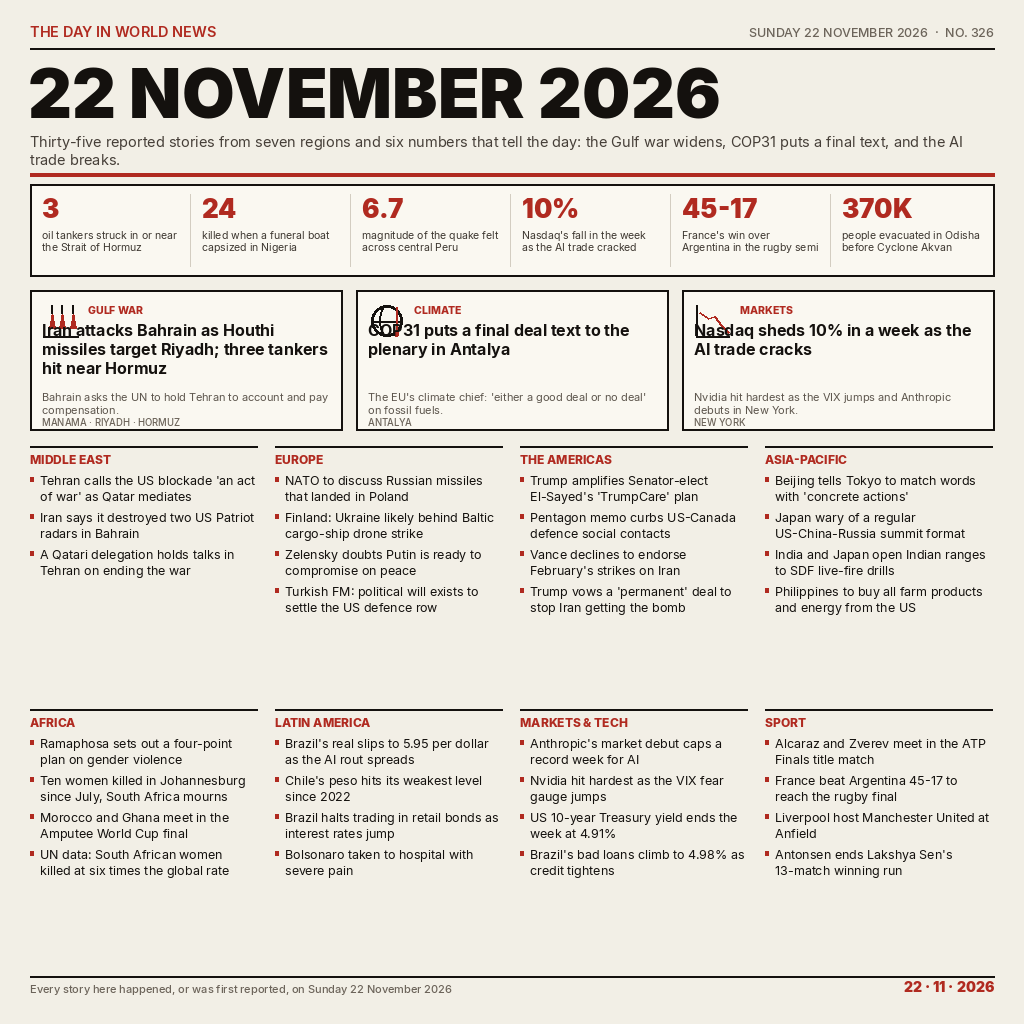 THE DAY IN WORLD NEWS
SUNDAY 22 NOVEMBER 2026 · NO. 326
22 NOVEMBER 2026
Thirty-five reported stories from seven regions and six numbers that tell the day: the Gulf war widens, COP31 puts a final text, and the AI
trade breaks.
3
oil tankers struck in or near
the Strait of Hormuz
24
killed when a funeral boat
capsized in Nigeria
6.7
magnitude of the quake felt
across central Peru
10%
Nasdaq's fall in the week
as the AI trade cracked
45-17
France's win over
Argentina in the rugby semi
370K
people evacuated in Odisha
before Cyclone Akvan
GULF WAR
Iran attacks Bahrain as Houthi
missiles target Riyadh; three tankers
hit near Hormuz
Bahrain asks the UN to hold Tehran to account and pay
compensation.
MANAMA · RIYADH · HORMUZ
CLIMATE
COP31 puts a final deal text to the
plenary in Antalya
The EU's climate chief: 'either a good deal or no deal'
on fossil fuels.
ANTALYA
MARKETS
Nasdaq sheds 10% in a week as the
AI trade cracks
Nvidia hit hardest as the VIX jumps and Anthropic
debuts in New York.
NEW YORK
MIDDLE EAST
Tehran calls the US blockade 'an act
of war' as Qatar mediates
Iran says it destroyed two US Patriot
radars in Bahrain
A Qatari delegation holds talks in
Tehran on ending the war
EUROPE
NATO to discuss Russian missiles
that landed in Poland
Finland: Ukraine likely behind Baltic
cargo-ship drone strike
Zelensky doubts Putin is ready to
compromise on peace
Turkish FM: political will exists to
settle the US defence row
THE AMERICAS
Trump amplifies Senator-elect
El-Sayed's 'TrumpCare' plan
Pentagon memo curbs US-Canada
defence social contacts
Vance declines to endorse
February's strikes on Iran
Trump vows a 'permanent' deal to
stop Iran getting the bomb
ASIA-PACIFIC
Beijing tells Tokyo to match words
with 'concrete actions'
Japan wary of a regular
US-China-Russia summit format
India and Japan open Indian ranges
to SDF live-fire drills
Philippines to buy all farm products
and energy from the US
AFRICA
Ramaphosa sets out a four-point
plan on gender violence
Ten women killed in Johannesburg
since July, South Africa mourns
Morocco and Ghana meet in the
Amputee World Cup final
UN data: South African women
killed at six times the global rate
LATIN AMERICA
Brazil's real slips to 5.95 per dollar
as the AI rout spreads
Chile's peso hits its weakest level
since 2022
Brazil halts trading in retail bonds as
interest rates jump
Bolsonaro taken to hospital with
severe pain
MARKETS & TECH
Anthropic's market debut caps a
record week for AI
Nvidia hit hardest as the VIX fear
gauge jumps
US 10-year Treasury yield ends the
week at 4.91%
Brazil's bad loans climb to 4.98% as
credit tightens
SPORT
Alcaraz and Zverev meet in the ATP
Finals title match
France beat Argentina 45-17 to
reach the rugby final
Liverpool host Manchester United at
Anfield
Antonsen ends Lakshya Sen's
13-match winning run
Every story here happened, or was first reported, on Sunday 22 November 2026
22 · 11 · 2026